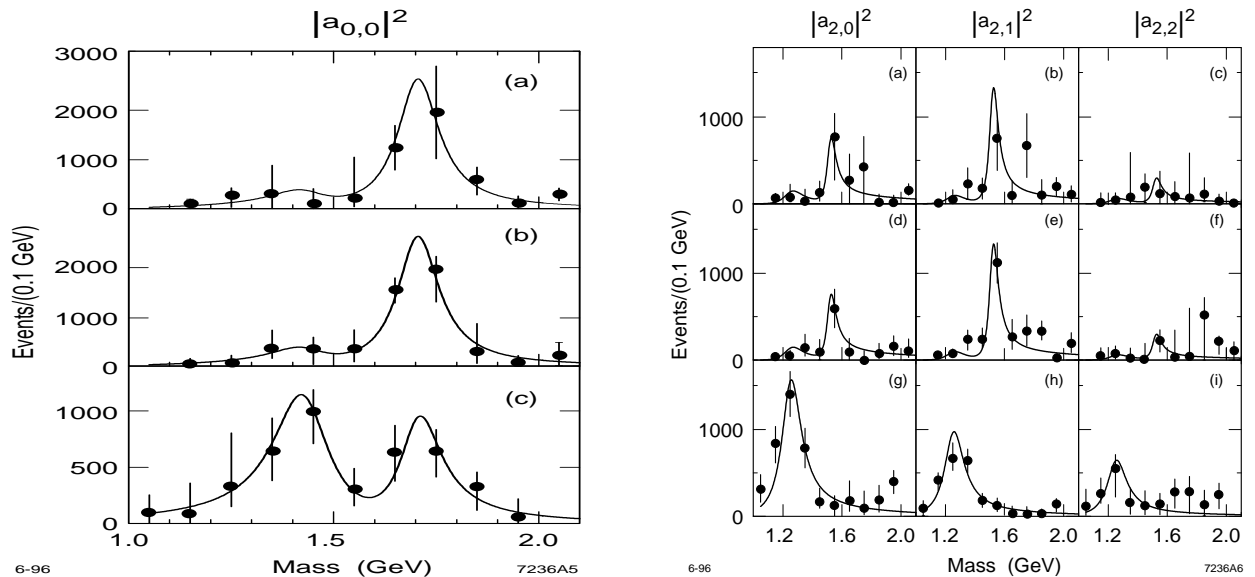 |a0,0|²
3000
2000
1000
0
(a)
2000
1000
0
(b)
1000
500
0
(c)
Events/(0.1 GeV)
1.0 1.5 2.0
6-96 Mass (GeV) 7236A5
|a2,0|² |a2,1|² |a2,2|²
(a) (b) (c)
1000
0
(d) (e) (f)
1000
0
(g) (h) (i)
1000
0
Events/(0.1 GeV)
1.2 1.6 2.0 1.2 1.6 2.0 1.2 1.6 2.0
6-96 Mass (GeV) 7236A6